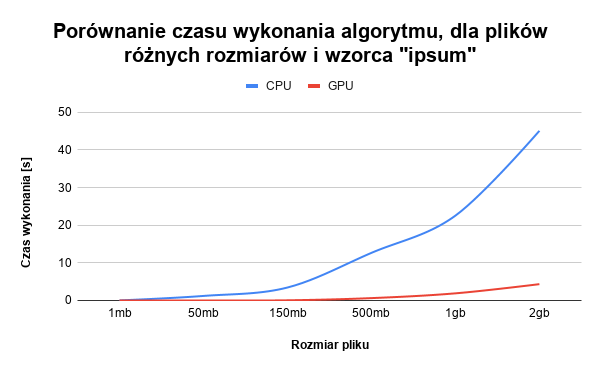 Porównanie czasu wykonania algorytmu, dla plików
różnych rozmiarów i wzorca "ipsum"
CPU GPU
50
40
30
20
10
0
Czas wykonania [s]
1mb 50mb 150mb 500mb 1gb 2gb
Rozmiar pliku